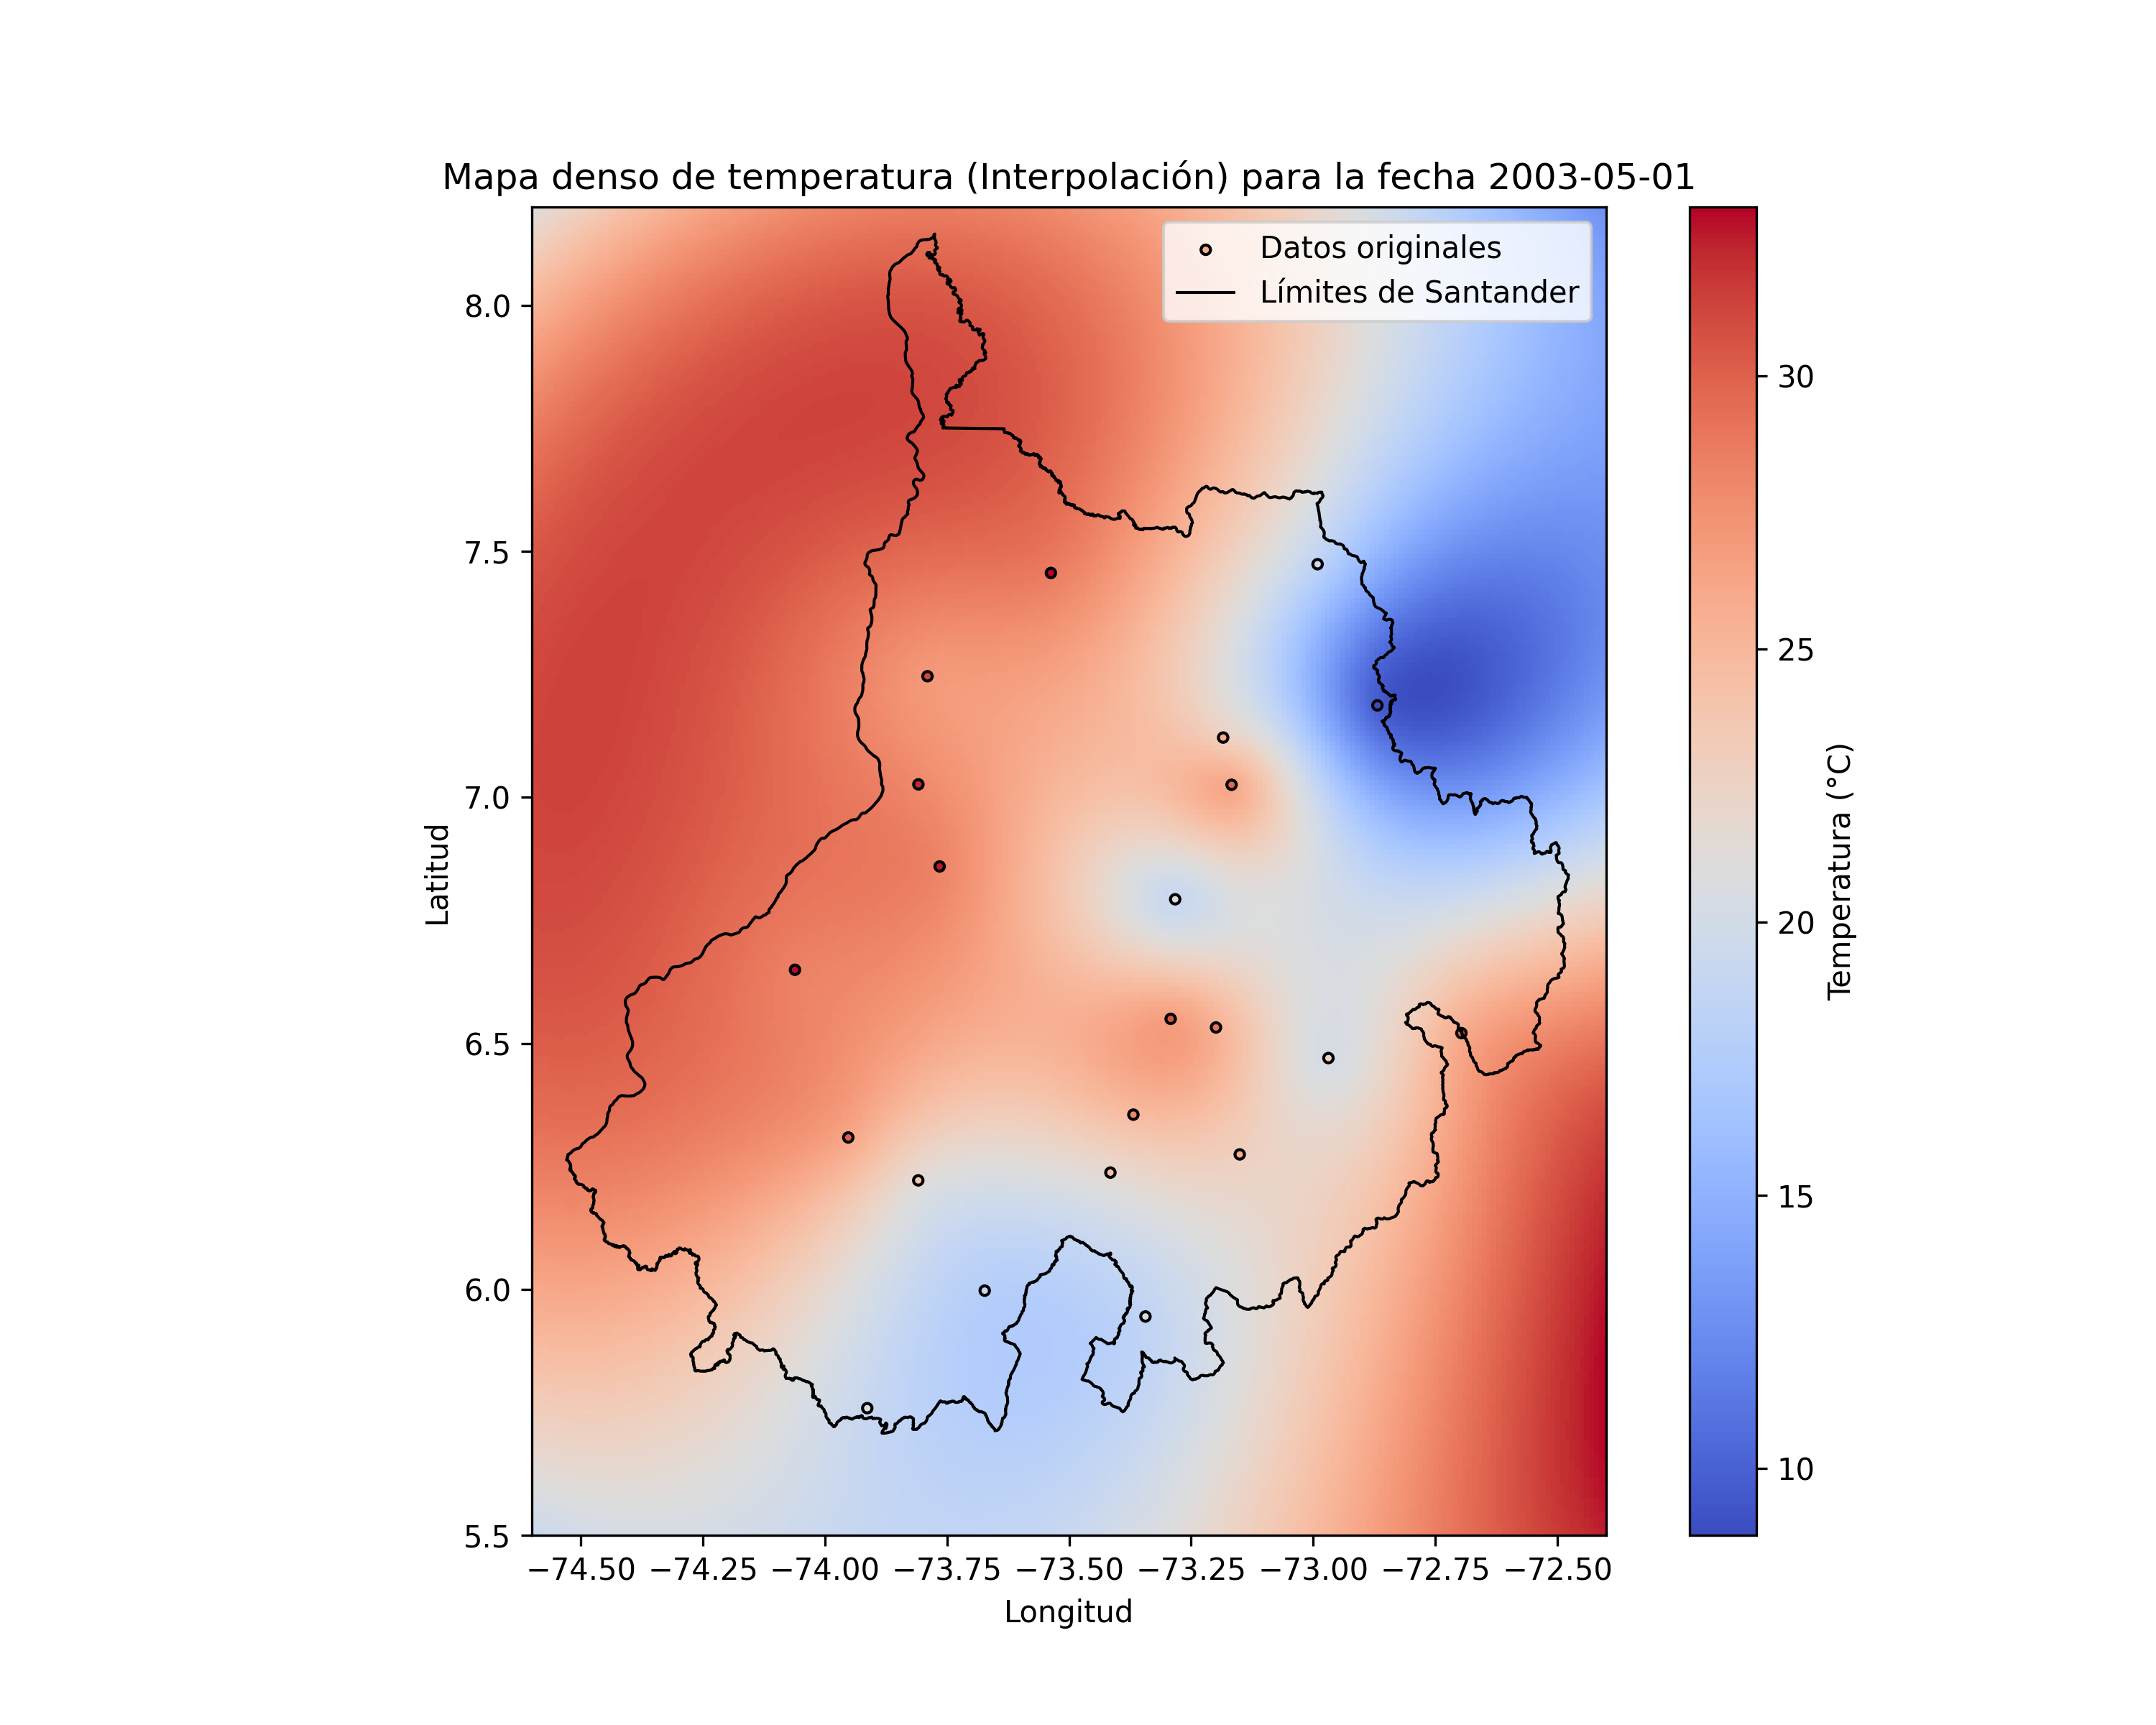 Mapa denso de temperatura (Interpolación) para la fecha 2003-05-01
Datos originales
Límites de Santander
8.0
7.5
7.0
6.5
6.0
5.5
Latitud
−74.50 −74.25 −74.00 −73.75 −73.50 −73.25 −73.00 −72.75 −72.50
Longitud
30
25
20
15
10
Temperatura (°C)